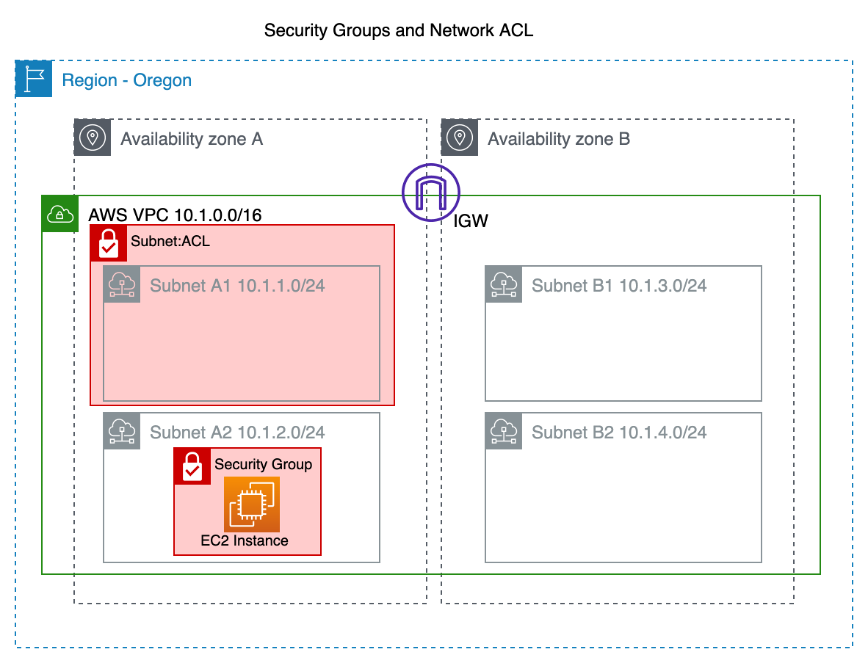 Security Groups and Network ACL
Region - Oregon
Availability zone A
Availability zone B
AWS VPC 10.1.0.0/16
IGW
Subnet:ACL
Subnet A1 10.1.1.0/24
Subnet B1 10.1.3.0/24
Subnet A2 10.1.2.0/24
Subnet B2 10.1.4.0/24
Security Group
EC2 Instance